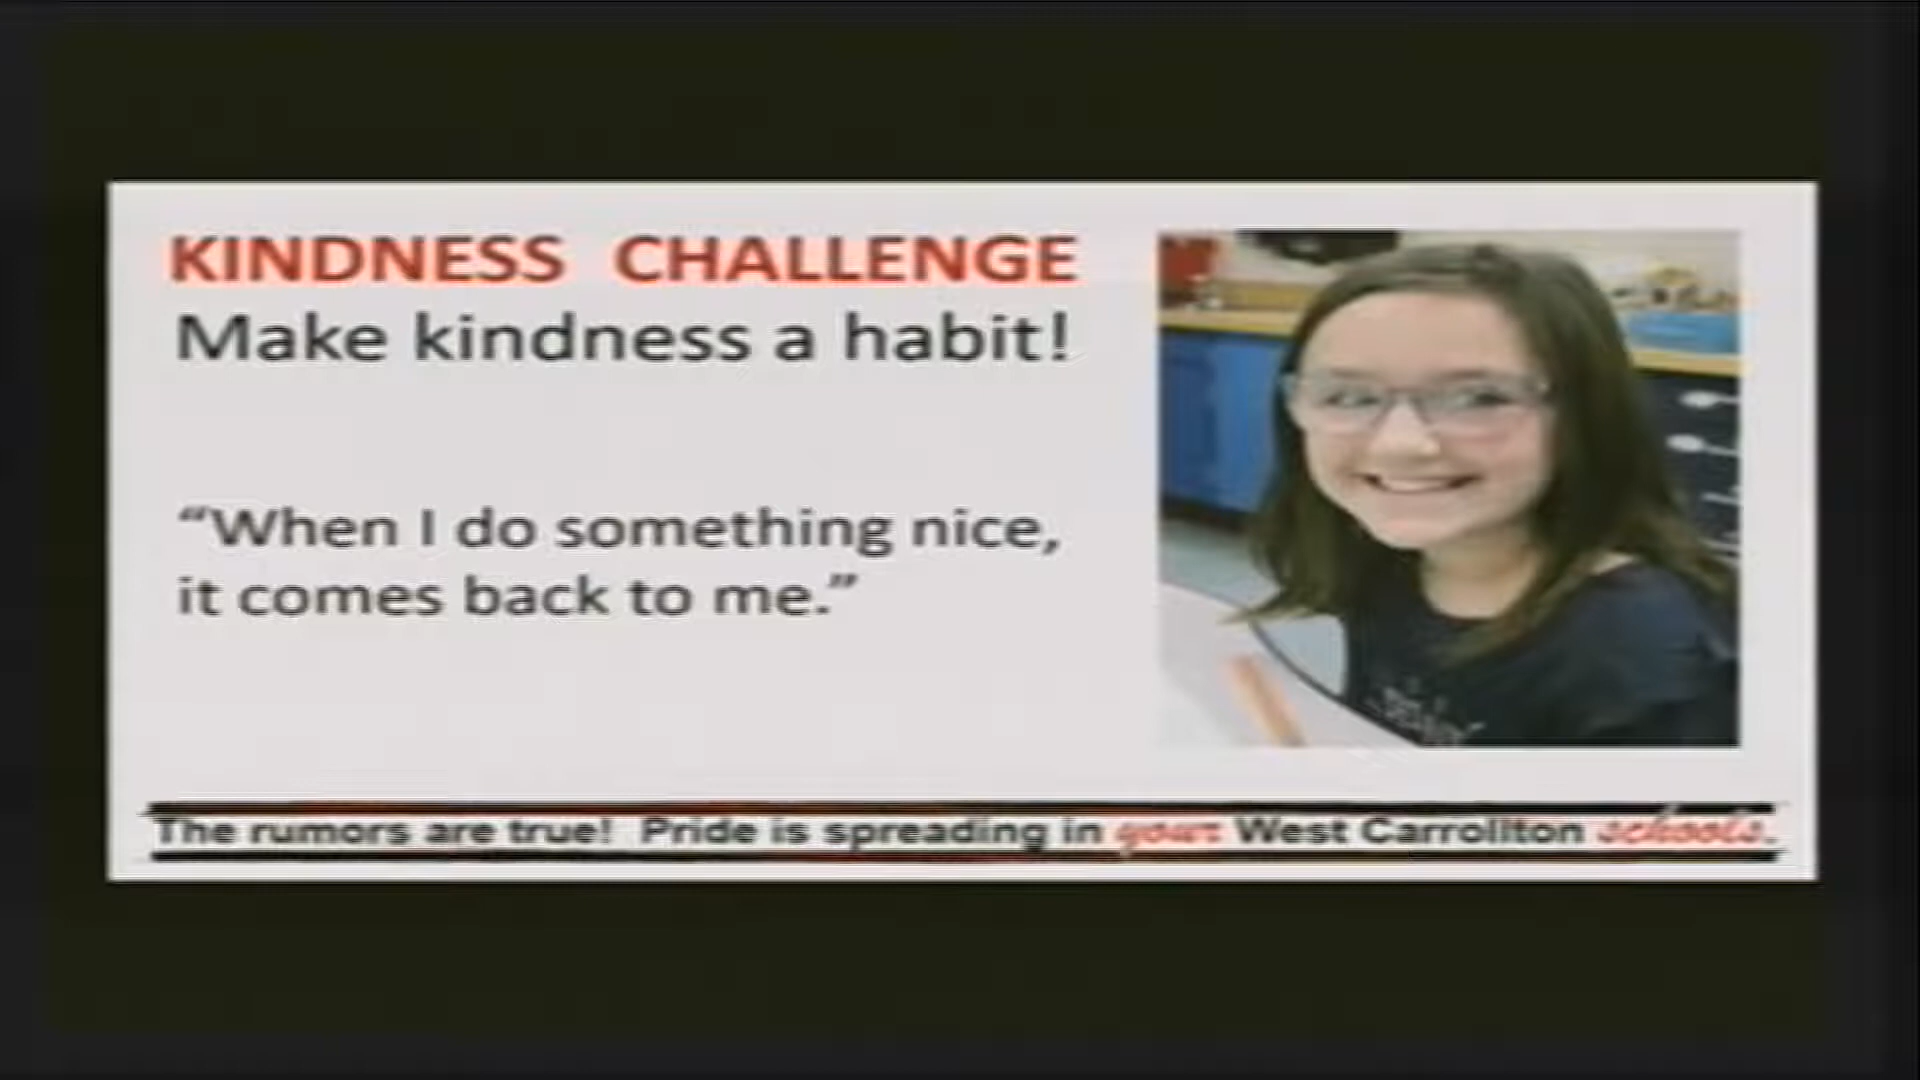 KINDNESS CHALLENGE
Make kindness a habit!
“When I do something nice,
it comes back to me.”
The rumors are true! Pride is spreading in your West Carrollton schools.